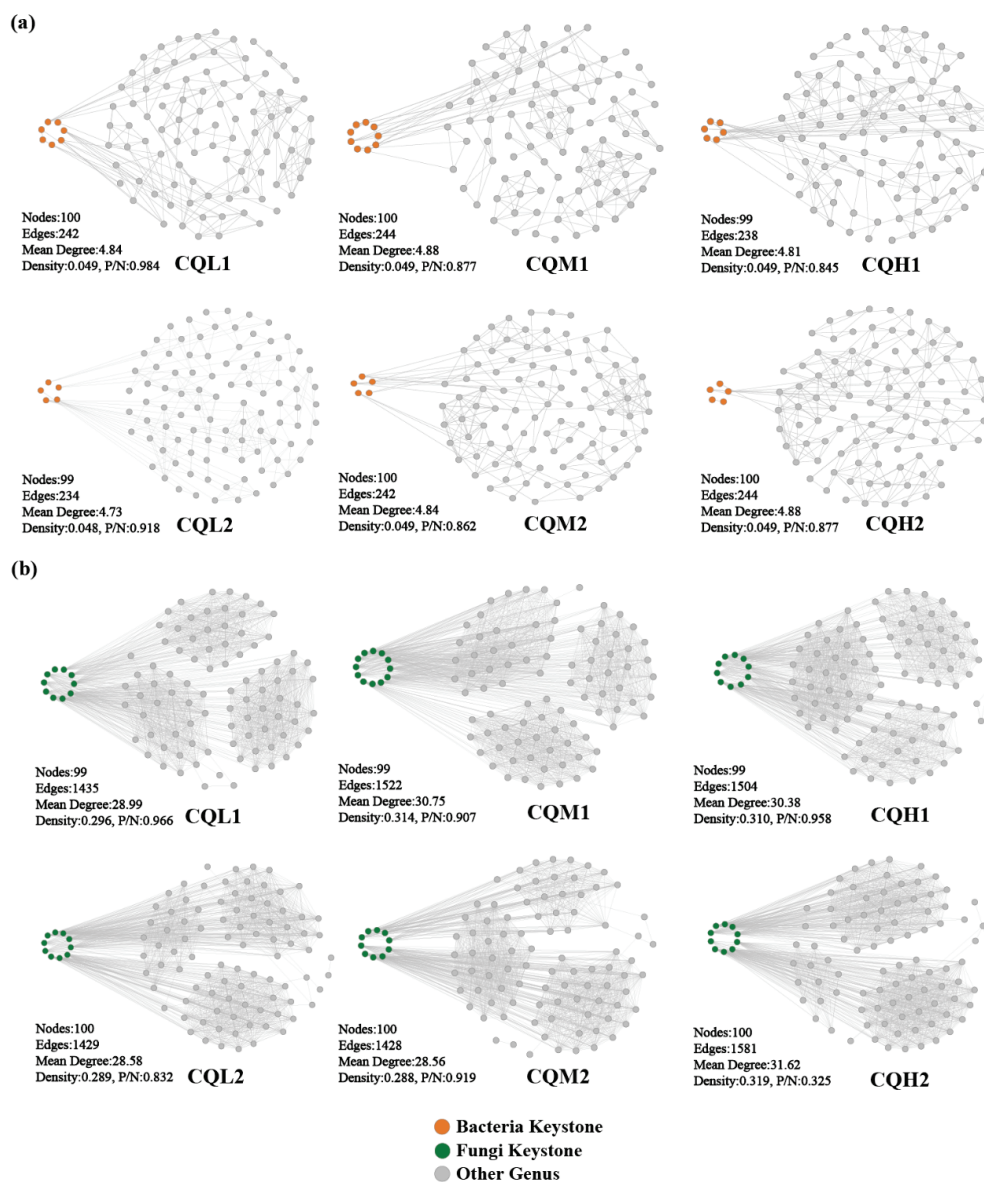 (a)
Nodes:100
Edges:242
Mean Degree:4.84
Density:0.049, P/N:0.984
CQL1
Nodes:100
Edges:244
Mean Degree:4.88
Density:0.049, P/N:0.877
CQM1
Nodes:99
Edges:238
Mean Degree:4.81
Density:0.049, P/N:0.845
CQH1
Nodes:99
Edges:234
Mean Degree:4.73
Density:0.048, P/N:0.918
CQL2
Nodes:100
Edges:242
Mean Degree:4.84
Density:0.049, P/N:0.862
CQM2
Nodes:100
Edges:244
Mean Degree:4.88
Density:0.049, P/N:0.877
CQH2
(b)
Nodes:99
Edges:1435
Mean Degree:28.99
Density:0.296, P/N:0.966
CQL1
Nodes:99
Edges:1522
Mean Degree:30.75
Density:0.314, P/N:0.907
CQM1
Nodes:99
Edges:1504
Mean Degree:30.38
Density:0.310, P/N:0.958
CQH1
Nodes:100
Edges:1429
Mean Degree:28.58
Density:0.289, P/N:0.832
CQL2
Nodes:100
Edges:1428
Mean Degree:28.56
Density:0.288, P/N:0.919
CQM2
Nodes:100
Edges:1581
Mean Degree:31.62
Density:0.319, P/N:0.325
CQH2
Bacteria Keystone
Fungi Keystone
Other Genus